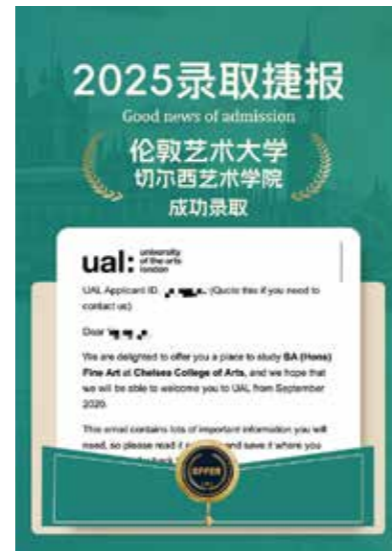 2025录取捷报
Good news of admission
伦敦艺术大学
切尔西艺术学院
成功录取
ual: university
of the arts
london
UAL Applicant ID. (Quote this if you need to
contact us)
Dear
We are delighted to offer you a place to study BA (Hons)
Fine Art at Chelsea College of Arts, and we hope that
we will be able to welcome you to UAL from September
This email contains lots of important information you will
need, so please read it and save it where you
OFFER